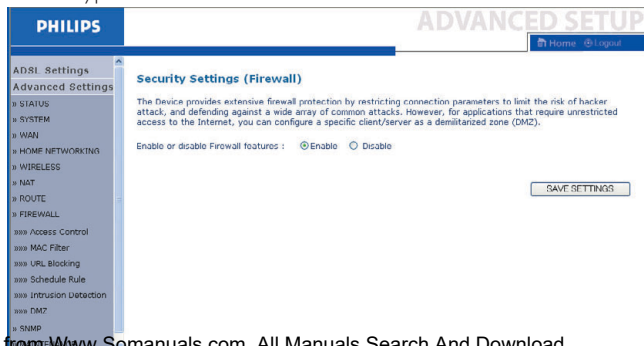 PHILIPS
ADVANCED SETUP
Home Logout
ADSL Settings
Advanced Settings
» STATUS
» SYSTEM
» WAN
» HOME NETWORKING
» WIRELESS
» NAT
» ROUTE
» FIREWALL
»»» Access Control
»»» MAC Filter
»»» URL Blocking
»»» Schedule Rule
»»» Intrusion Detection
»»» DMZ
» SNMP
Security Settings (Firewall)
The Device provides extensive firewall protection by restricting connection parameters to limit the risk of hacker
attack, and defending against a wide array of common attacks. However, for applications that require unrestricted
access to the Internet, you can configure a specific client/server as a demilitarized zone (DMZ).
Enable or disable Firewall features : Enable Disable
SAVE SETTINGS
from Www.Somanuals.com. All Manuals Search And Download.